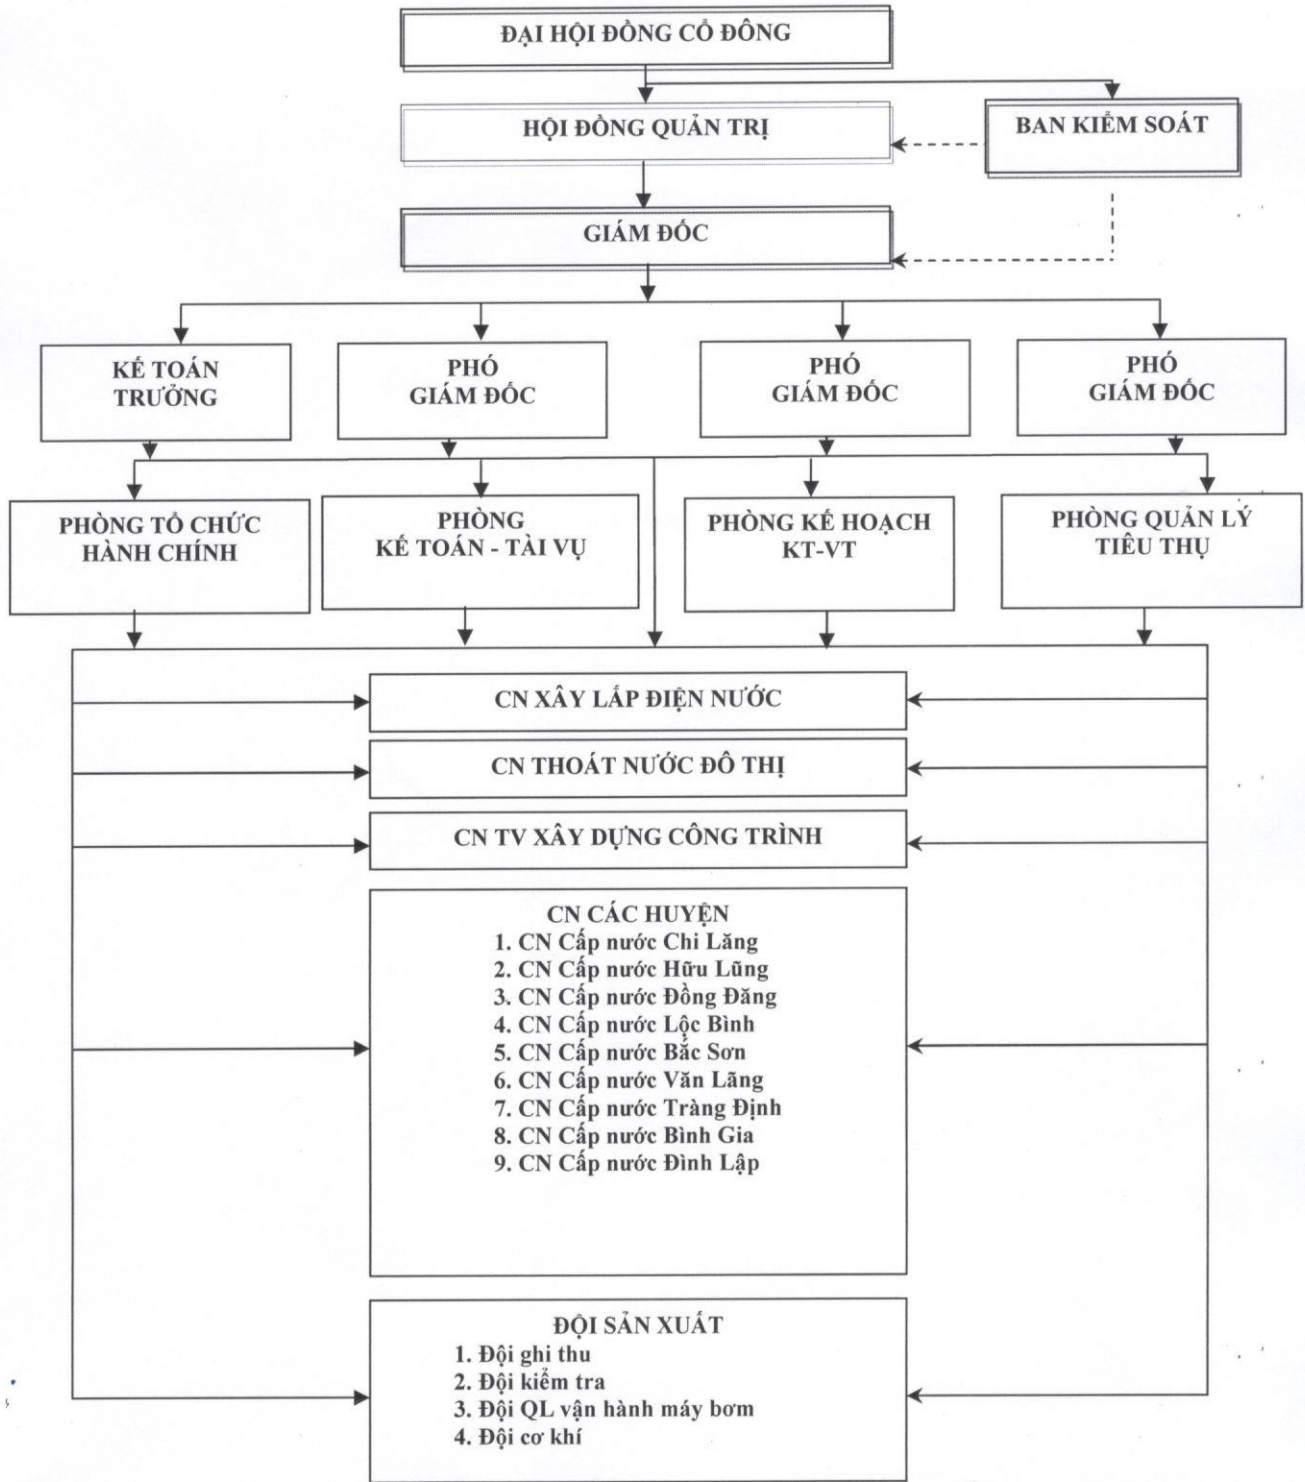 ĐẠI HỘI ĐỒNG CỔ ĐÔNG
HỘI ĐỒNG QUẢN TRỊ
BAN KIỂM SOÁT
GIÁM ĐỐC
KẾ TOÁN
TRƯỞNG
PHÓ
GIÁM ĐỐC
PHÓ
GIÁM ĐỐC
PHÓ
GIÁM ĐỐC
PHÒNG TỔ CHỨC
HÀNH CHÍNH
PHÒNG
KẾ TOÁN - TÀI VỤ
PHÒNG KẾ HOẠCH
KT-VT
PHÒNG QUẢN LÝ
TIÊU THỤ
CN XÂY LẮP ĐIỆN NƯỚC
CN THOÁT NƯỚC ĐÔ THỊ
CN TV XÂY DỰNG CÔNG TRÌNH
CN CÁC HUYỆN
1. CN Cấp nước Chi Lăng
2. CN Cấp nước Hữu Lũng
3. CN Cấp nước Đồng Đăng
4. CN Cấp nước Lộc Bình
5. CN Cấp nước Bắc Sơn
6. CN Cấp nước Văn Lãng
7. CN Cấp nước Tràng Định
8. CN Cấp nước Bình Gia
9. CN Cấp nước Đình Lập
ĐỘI SẢN XUẤT
1. Đội ghi thu
2. Đội kiểm tra
3. Đội QL vận hành máy bơm
4. Đội cơ khí